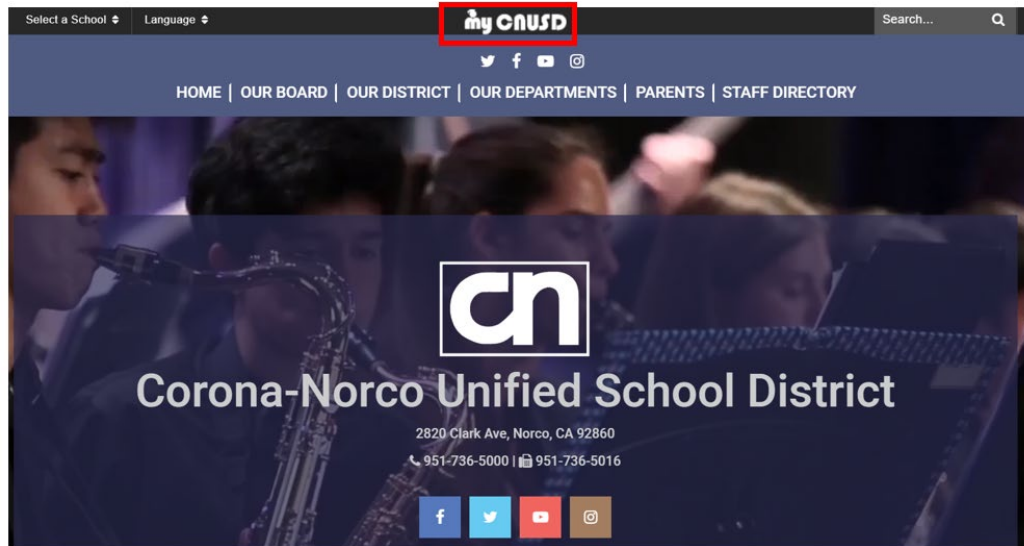 Select a School Language my CNUSD Search...
HOME | OUR BOARD | OUR DISTRICT | OUR DEPARTMENTS | PARENTS | STAFF DIRECTORY
cn
Corona-Norco Unified School District
2820 Clark Ave, Norco, CA 92860
951-736-5000 | 951-736-5016